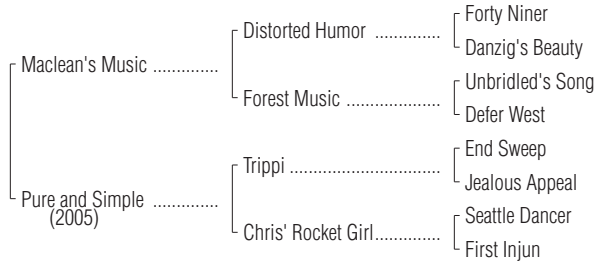 Forty Niner
Distorted Humor ..............
Danzig's Beauty
Maclean's Music ..............
Unbridled's Song
Forest Music ....................
Defer West
End Sweep
Trippi ................................
Jealous Appeal
Pure and Simple ..............
(2005)
Seattle Dancer
Chris' Rocket Girl..............
First Injun